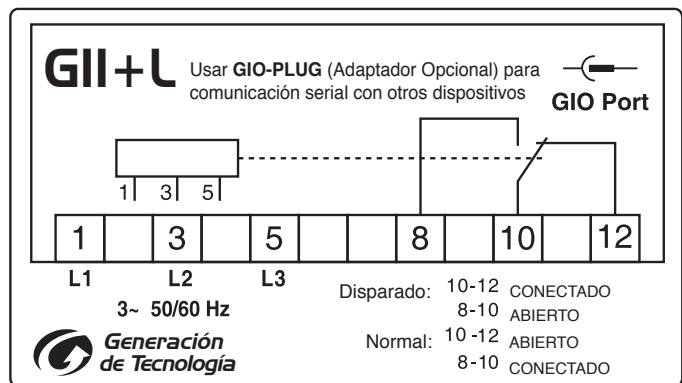 GII+L
Usar GIO-PLUG (Adaptador Opcional) para
comunicación serial con otros dispositivos
GIO Port
1 3 5
1 3 5 8 10 12
L1 L2 L3
3~ 50/60 Hz
Disparado: 10-12 CONECTADO
8-10 ABIERTO
Normal: 10 -12 ABIERTO
8-10 CONECTADO
Generación
de Tecnología